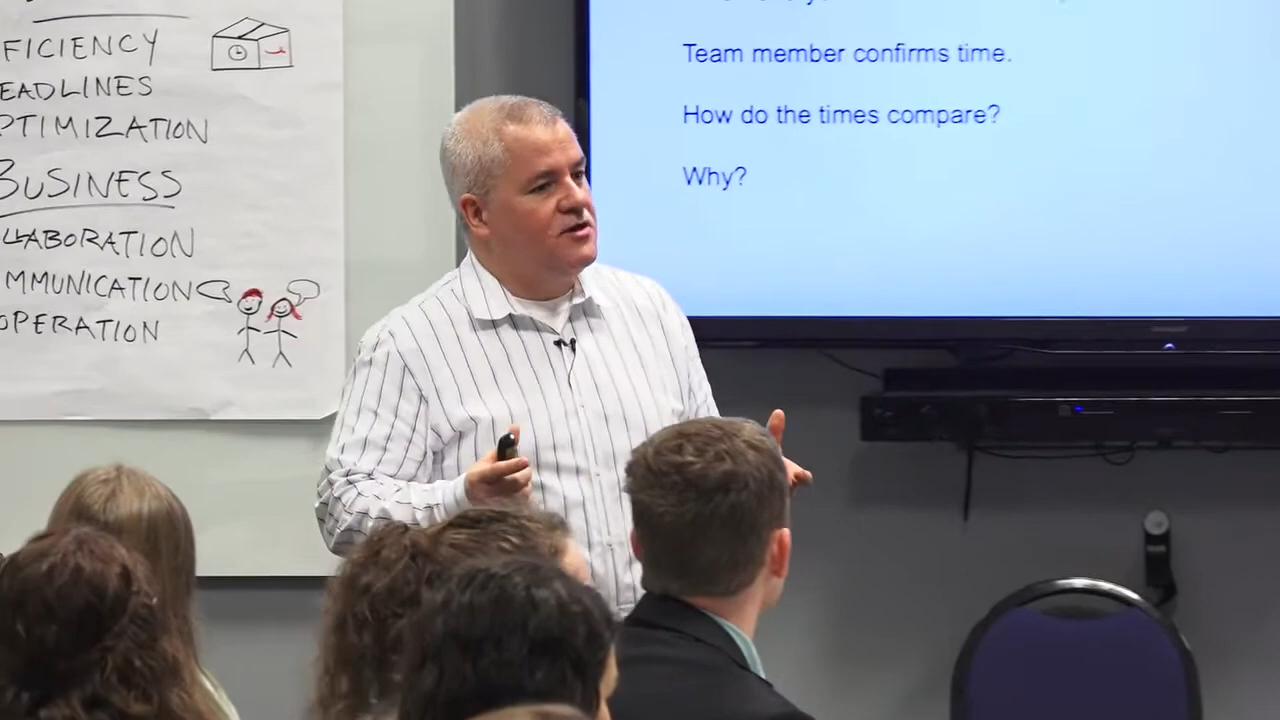 FICIENCY
EADLINES
PTIMIZATION
BUSINESS
LLABORATION
MMUNICATION
OPERATION
Team member confirms time.
How do the times compare?
Why?